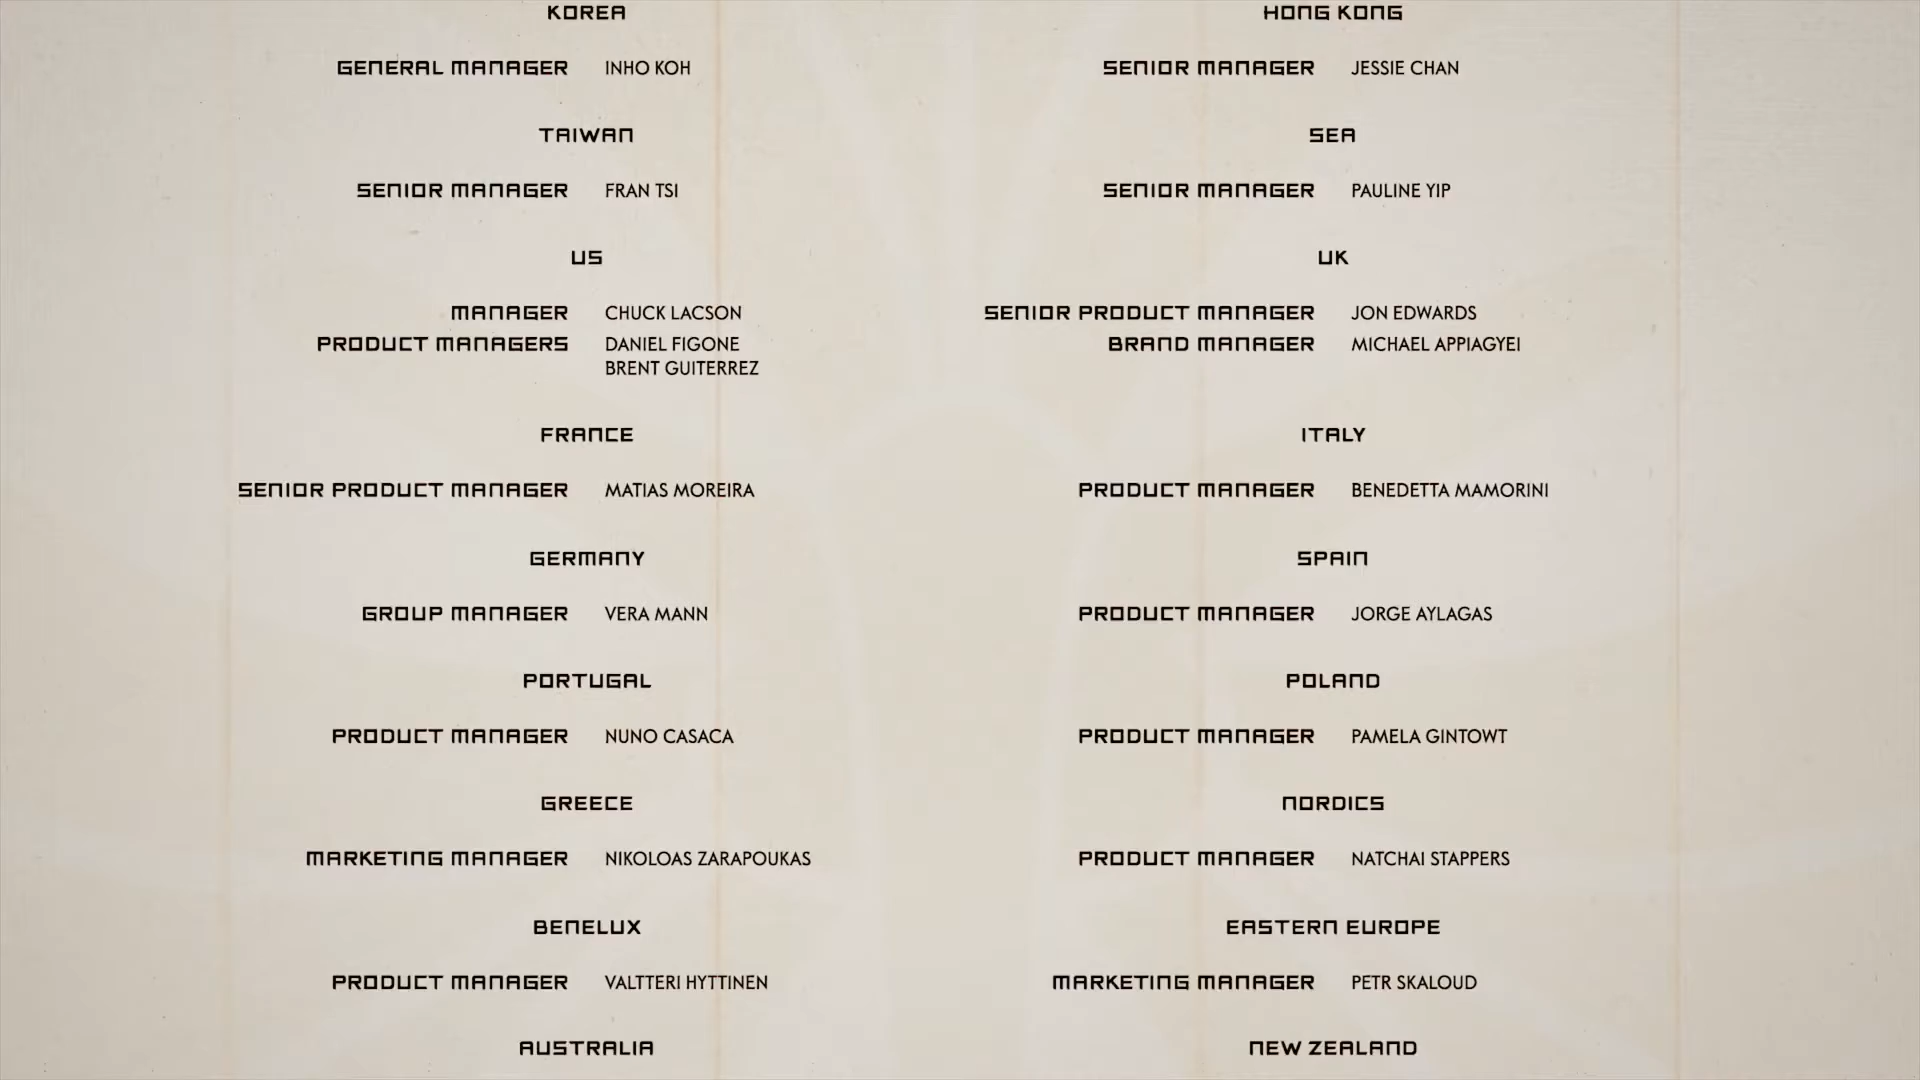 KOREA
GENERAL MANAGER INHO KOH
TAIWAN
SENIOR MANAGER FRAN TSI
US
MANAGER CHUCK LACSON
PRODUCT MANAGERS DANIEL FIGONE
BRENT GUITERREZ
FRANCE
SENIOR PRODUCT MANAGER MATIAS MOREIRA
GERMANY
GROUP MANAGER VERA MANN
PORTUGAL
PRODUCT MANAGER NUNO CASACA
GREECE
MARKETING MANAGER NIKOLOAS ZARAPOUKAS
BENELUX
PRODUCT MANAGER VALTTERI HYTTINEN
AUSTRALIA
HONG KONG
SENIOR MANAGER JESSIE CHAN
SEA
SENIOR MANAGER PAULINE YIP
UK
SENIOR PRODUCT MANAGER JON EDWARDS
BRAND MANAGER MICHAEL APPIAGYEI
ITALY
PRODUCT MANAGER BENEDETTA MAMORINI
SPAIN
PRODUCT MANAGER JORGE AYLAGAS
POLAND
PRODUCT MANAGER PAMELA GINTOWT
NORDICS
PRODUCT MANAGER NATCHAI STAPPERS
EASTERN EUROPE
MARKETING MANAGER PETR SKALOUD
NEW ZEALAND